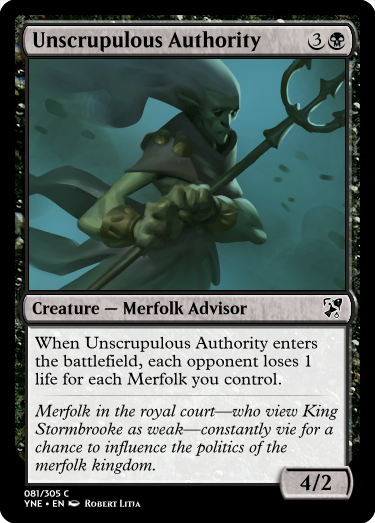 Unscrupulous Authority 3
Creature — Merfolk Advisor
When Unscrupulous Authority enters
the battlefield, each opponent loses 1
life for each Merfolk you control.
Merfolk in the royal court—who view King
Stormbrooke as weak—constantly vie for a
chance to influence the politics of the
merfolk kingdom.
4/2
081/305 C
YNE • EN Robert Litia